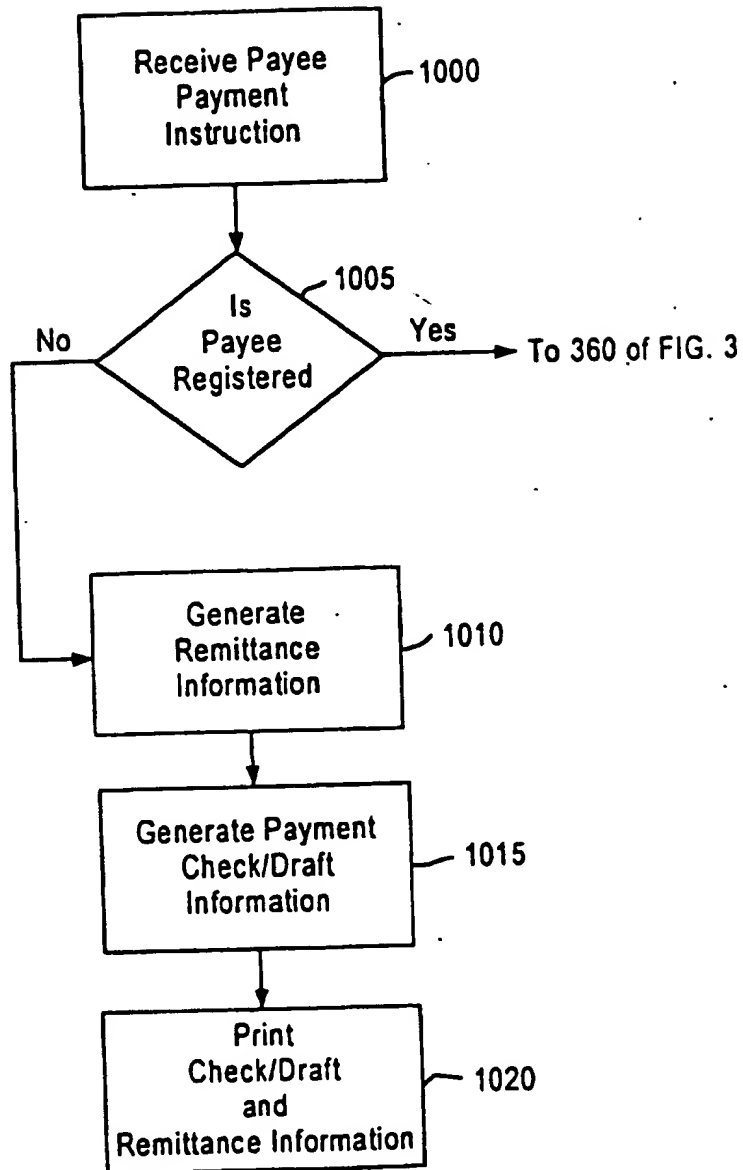 Receive Payee
Payment
Instruction
1000
1005
Is
Payee
Registered
No
Yes
To 360 of FIG. 3
Generate
Remittance
Information
1010
Generate Payment
Check/Draft
Information
1015
Print
Check/Draft
and
Remittance Information
1020